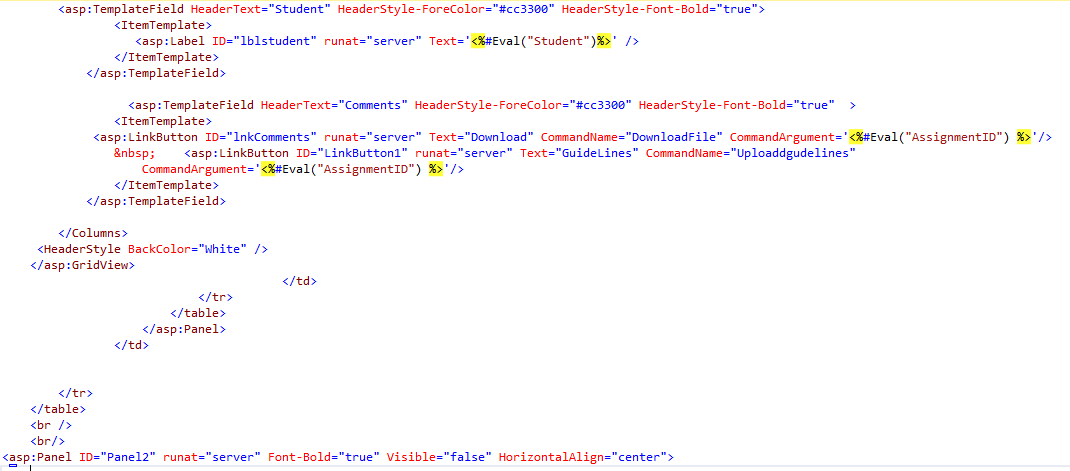 <asp:TemplateField HeaderText="Student" HeaderStyle-ForeColor="#cc3300" HeaderStyle-Font-Bold="true">
<ItemTemplate>
<asp:Label ID="lblstudent" runat="server" Text='<%#Eval("Student")%>' />
</ItemTemplate>
</asp:TemplateField>
<asp:TemplateField HeaderText="Comments" HeaderStyle-ForeColor="#cc3300" HeaderStyle-Font-Bold="true"  >
<ItemTemplate>
<asp:LinkButton ID="lnkComments" runat="server" Text="Download" CommandName="DownloadFile" CommandArgument='<%#Eval("AssignmentID") %>'/>
&nbsp;    <asp:LinkButton ID="LinkButton1" runat="server" Text="GuideLines" CommandName="Uploaddgudelines"
CommandArgument='<%#Eval("AssignmentID") %>'/>
</ItemTemplate>
</asp:TemplateField>
</Columns>
<HeaderStyle BackColor="White" />
</asp:GridView>
</td>
</tr>
</table>
</asp:Panel>
</td>
</tr>
</table>
<br />
<br/>
<asp:Panel ID="Panel2" runat="server" Font-Bold="true" Visible="false" HorizontalAlign="center">